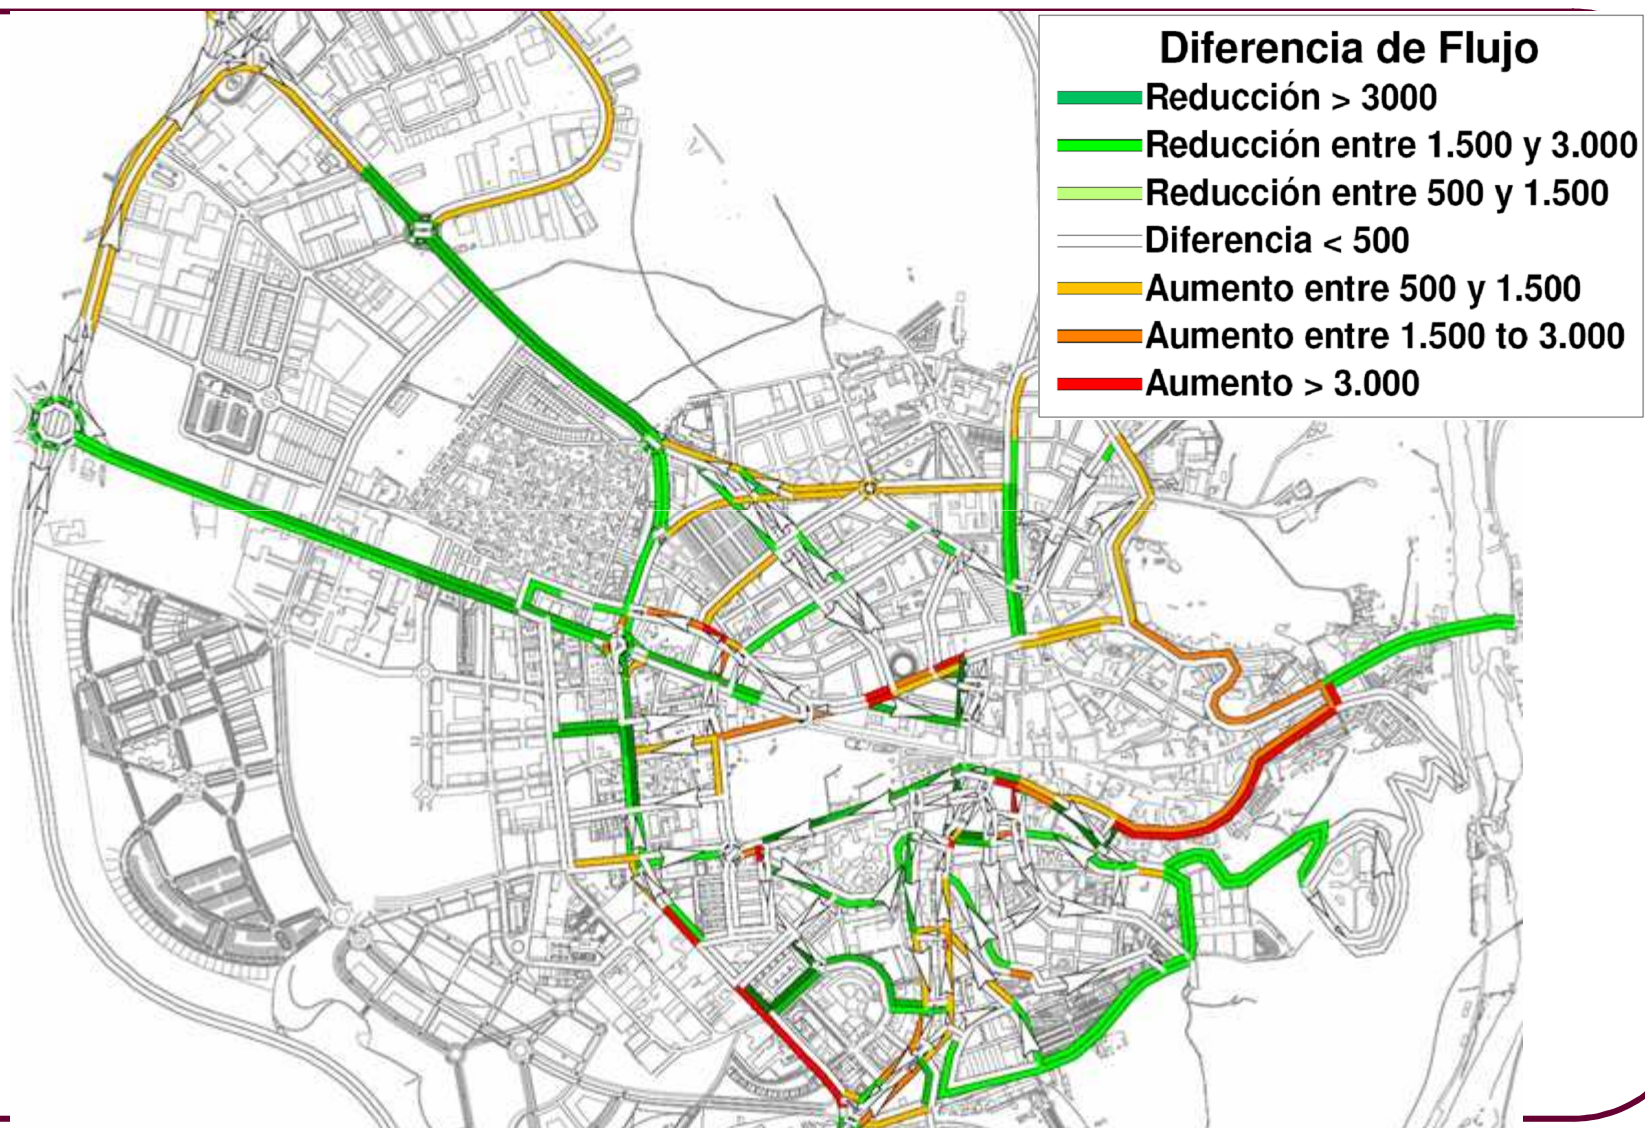 Diferencia de Flujo
Reducción > 3000
Reducción entre 1.500 y 3.000
Reducción entre 500 y 1.500
Diferencia < 500
Aumento entre 500 y 1.500
Aumento entre 1.500 to 3.000
Aumento > 3.000